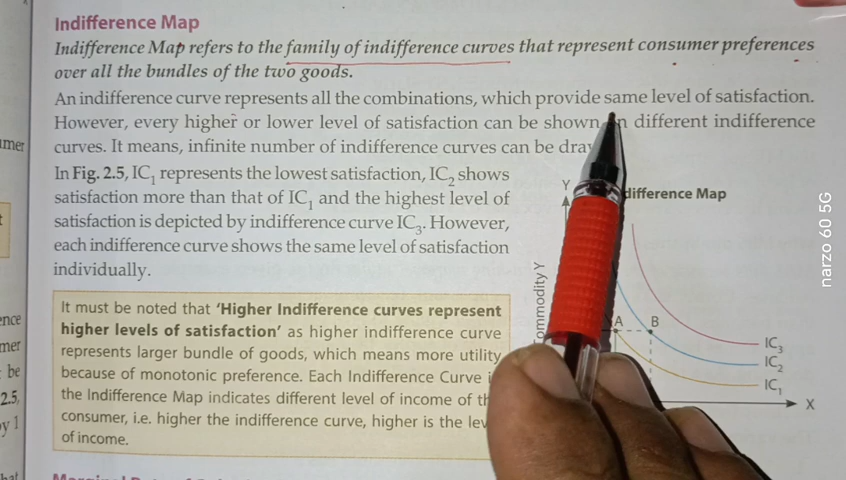 Indifference Map
Indifference Map refers to the family of indifference curves that represent consumer preferences
over all the bundles of the two goods.
An indifference curve represents all the combinations, which provide same level of satisfaction.
However, every higher or lower level of satisfaction can be shown different indifference
curves. It means, infinite number of indifference curves can be
In Fig. 2.5, IC₁ represents the lowest satisfaction, IC₂ shows
satisfaction more than that of IC₁ and the highest level of
satisfaction is depicted by indifference curve IC₃. However,
each indifference curve shows the same level of satisfaction
individually.
It must be noted that 'Higher Indifference curves represent
higher levels of satisfaction' as higher indifference curve
represents larger bundle of goods, which means more utility
because of monotonic preference. Each Indifference Curve
the Indifference Map indicates different level of income of
consumer, i.e. higher the indifference curve, higher is the
of income.
Y
Indifference Map
Commodity Y
A
B
IC₃
IC₂
IC₁
X
mer
ence
mer
be
2.5,
y 1
narzo 60 5G